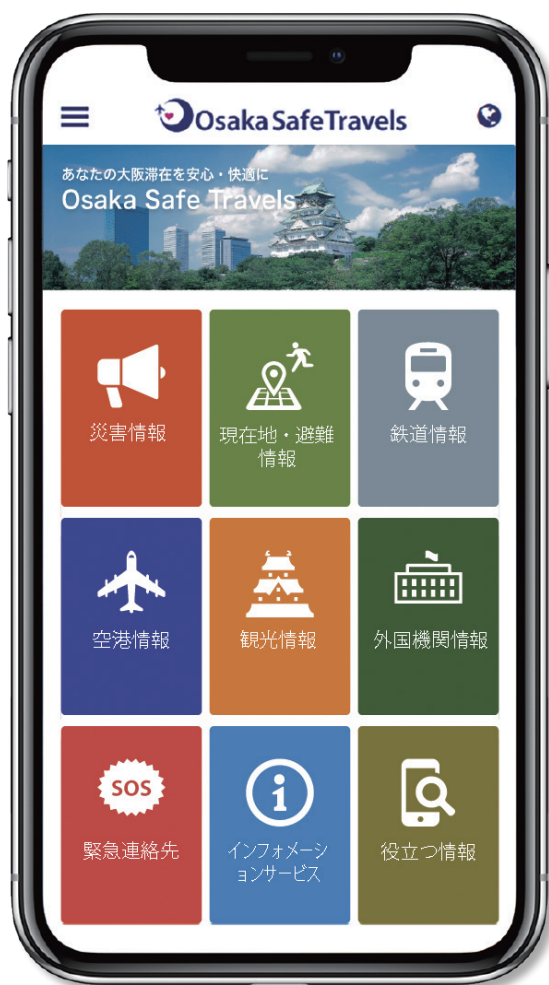 Osaka Safe Travels
あなたの大阪滞在を安心・快適に
Osaka Safe Travels
災害情報
現在地・避難
情報
鉄道情報
空港情報
観光情報
外国機関情報
SOS
緊急連絡先
インフォメーシ
ョンサービス
役立つ情報